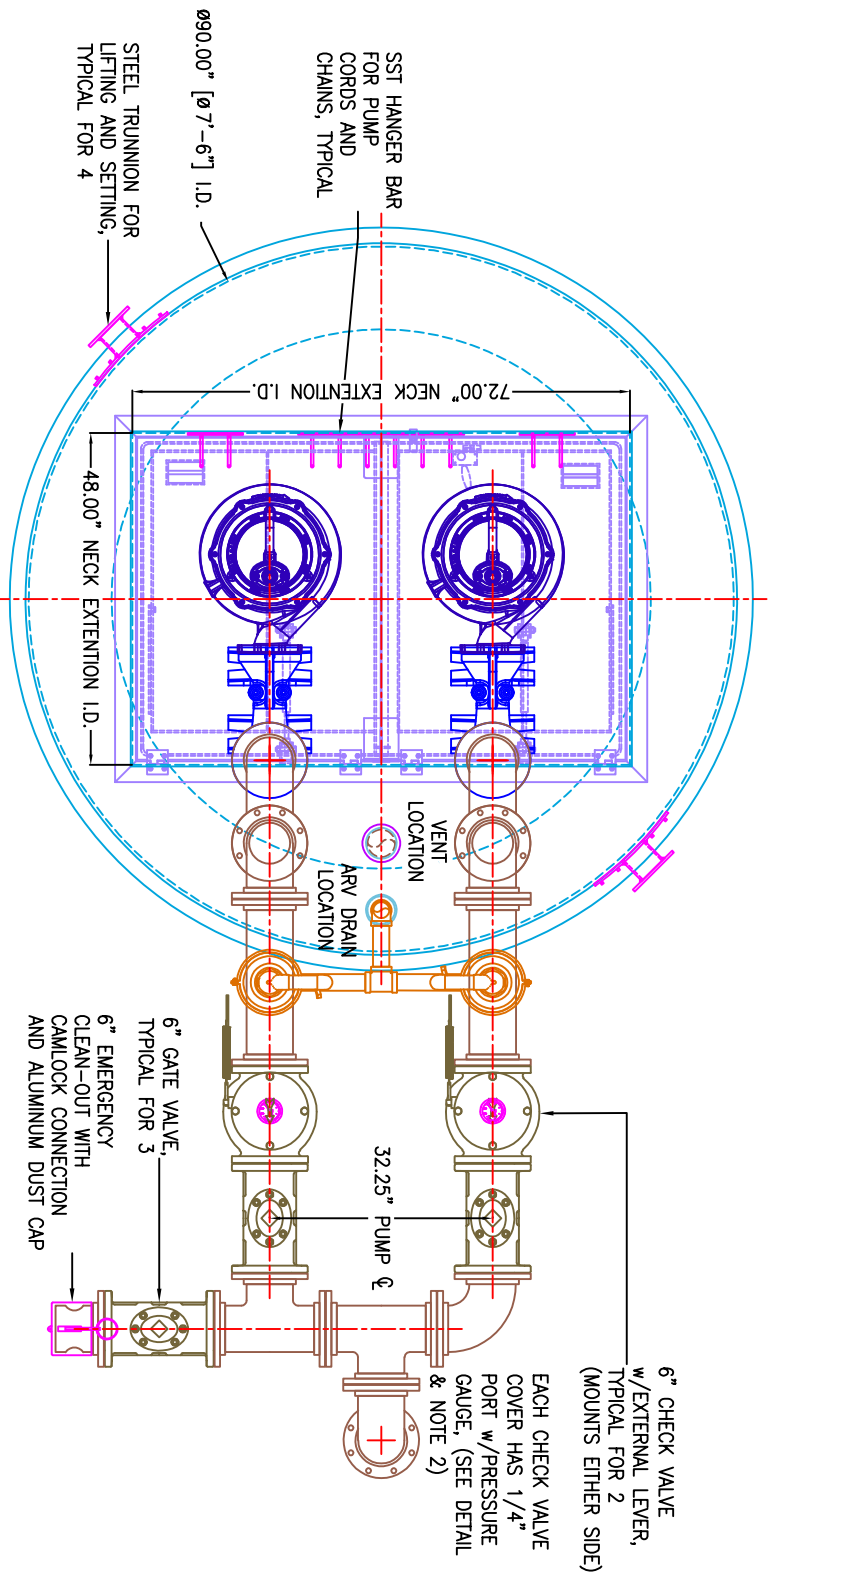 STEEL TRUNNION FOR
LIFTING AND SETTING,
TYPICAL FOR 4
Ø90.00" [Ø7'-6"] I.D.
SST HANGER BAR
FOR PUMP
CORDS AND
CHAINS, TYPICAL
72.00" NECK EXTENTION I.D.
48.00" NECK EXTENTION I.D.
VENT
LOCATION
ARV DRAIN
LOCATION
6" GATE VALVE,
TYPICAL FOR 3
6" EMERGENCY
CLEAN-OUT WITH
CAMLOCK CONNECTION
AND ALUMINUM DUST CAP
32.25" PUMP ℄
6" CHECK VALVE
w/EXTERNAL LEVER,
TYPICAL FOR 2
(MOUNTS EITHER SIDE)
EACH CHECK VALVE
COVER HAS 1/4"
PORT w/PRESSURE
GAUGE, (SEE DETAIL
& NOTE 2)